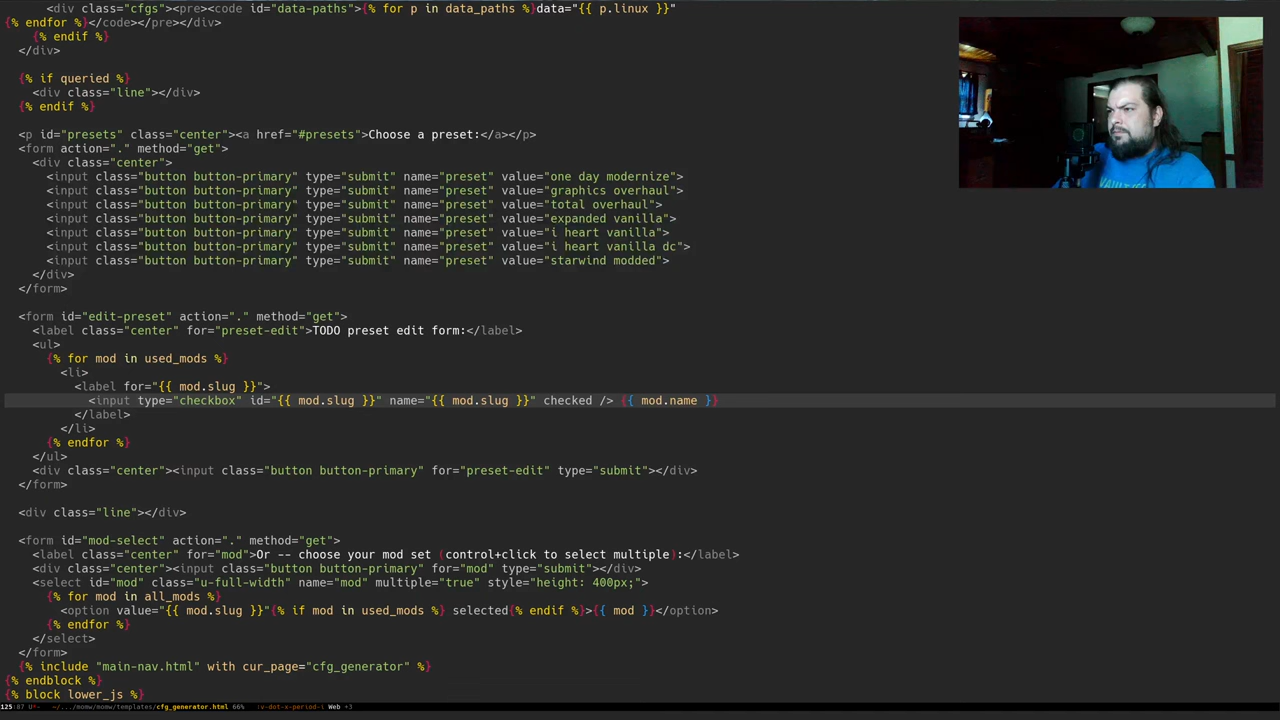 <div class="cfgs"><pre><code id="data-paths">{% for p in data_paths %}data="{{ p.linux }}"
{% endfor %}</code></pre></div>
{% endif %}
</div>
{% if queried %}
<div class="line"></div>
{% endif %}
<p id="presets" class="center"><a href="#presets">Choose a preset:</a></p>
<form action="." method="get">
<div class="center">
<input class="button button-primary" type="submit" name="preset" value="one day modernize">
<input class="button button-primary" type="submit" name="preset" value="graphics overhaul">
<input class="button button-primary" type="submit" name="preset" value="total overhaul">
<input class="button button-primary" type="submit" name="preset" value="expanded vanilla">
<input class="button button-primary" type="submit" name="preset" value="i heart vanilla">
<input class="button button-primary" type="submit" name="preset" value="i heart vanilla dc">
<input class="button button-primary" type="submit" name="preset" value="starwind modded">
</div>
</form>
<form id="edit-preset" action="." method="get">
<label class="center" for="preset-edit">TODO preset edit form:</label>
<ul>
{% for mod in used_mods %}
<li>
<label for="{{ mod.slug }}">
<input type="checkbox" id="{{ mod.slug }}" name="{{ mod.slug }}" checked /> {{ mod.name }}
</label>
</li>
{% endfor %}
</ul>
<div class="center"><input class="button button-primary" for="preset-edit" type="submit"></div>
</form>
<div class="line"></div>
<form id="mod-select" action="." method="get">
<label class="center" for="mod">Or -- choose your mod set (control+click to select multiple):</label>
<div class="center"><input class="button button-primary" for="mod" type="submit"></div>
<select id="mod" class="u-full-width" name="mod" multiple="true" style="height: 400px;">
{% for mod in all_mods %}
<option value="{{ mod.slug }}"{% if mod in used_mods %} selected{% endif %}>{{ mod }}</option>
{% endfor %}
</select>
</form>
{% include "main-nav.html" with cur_page="cfg_generator" %}
{% endblock %}
{% block lower_js %}
125:87 U*- ~/.../momw/momw/templates/cfg_generator.html 66% Web +3